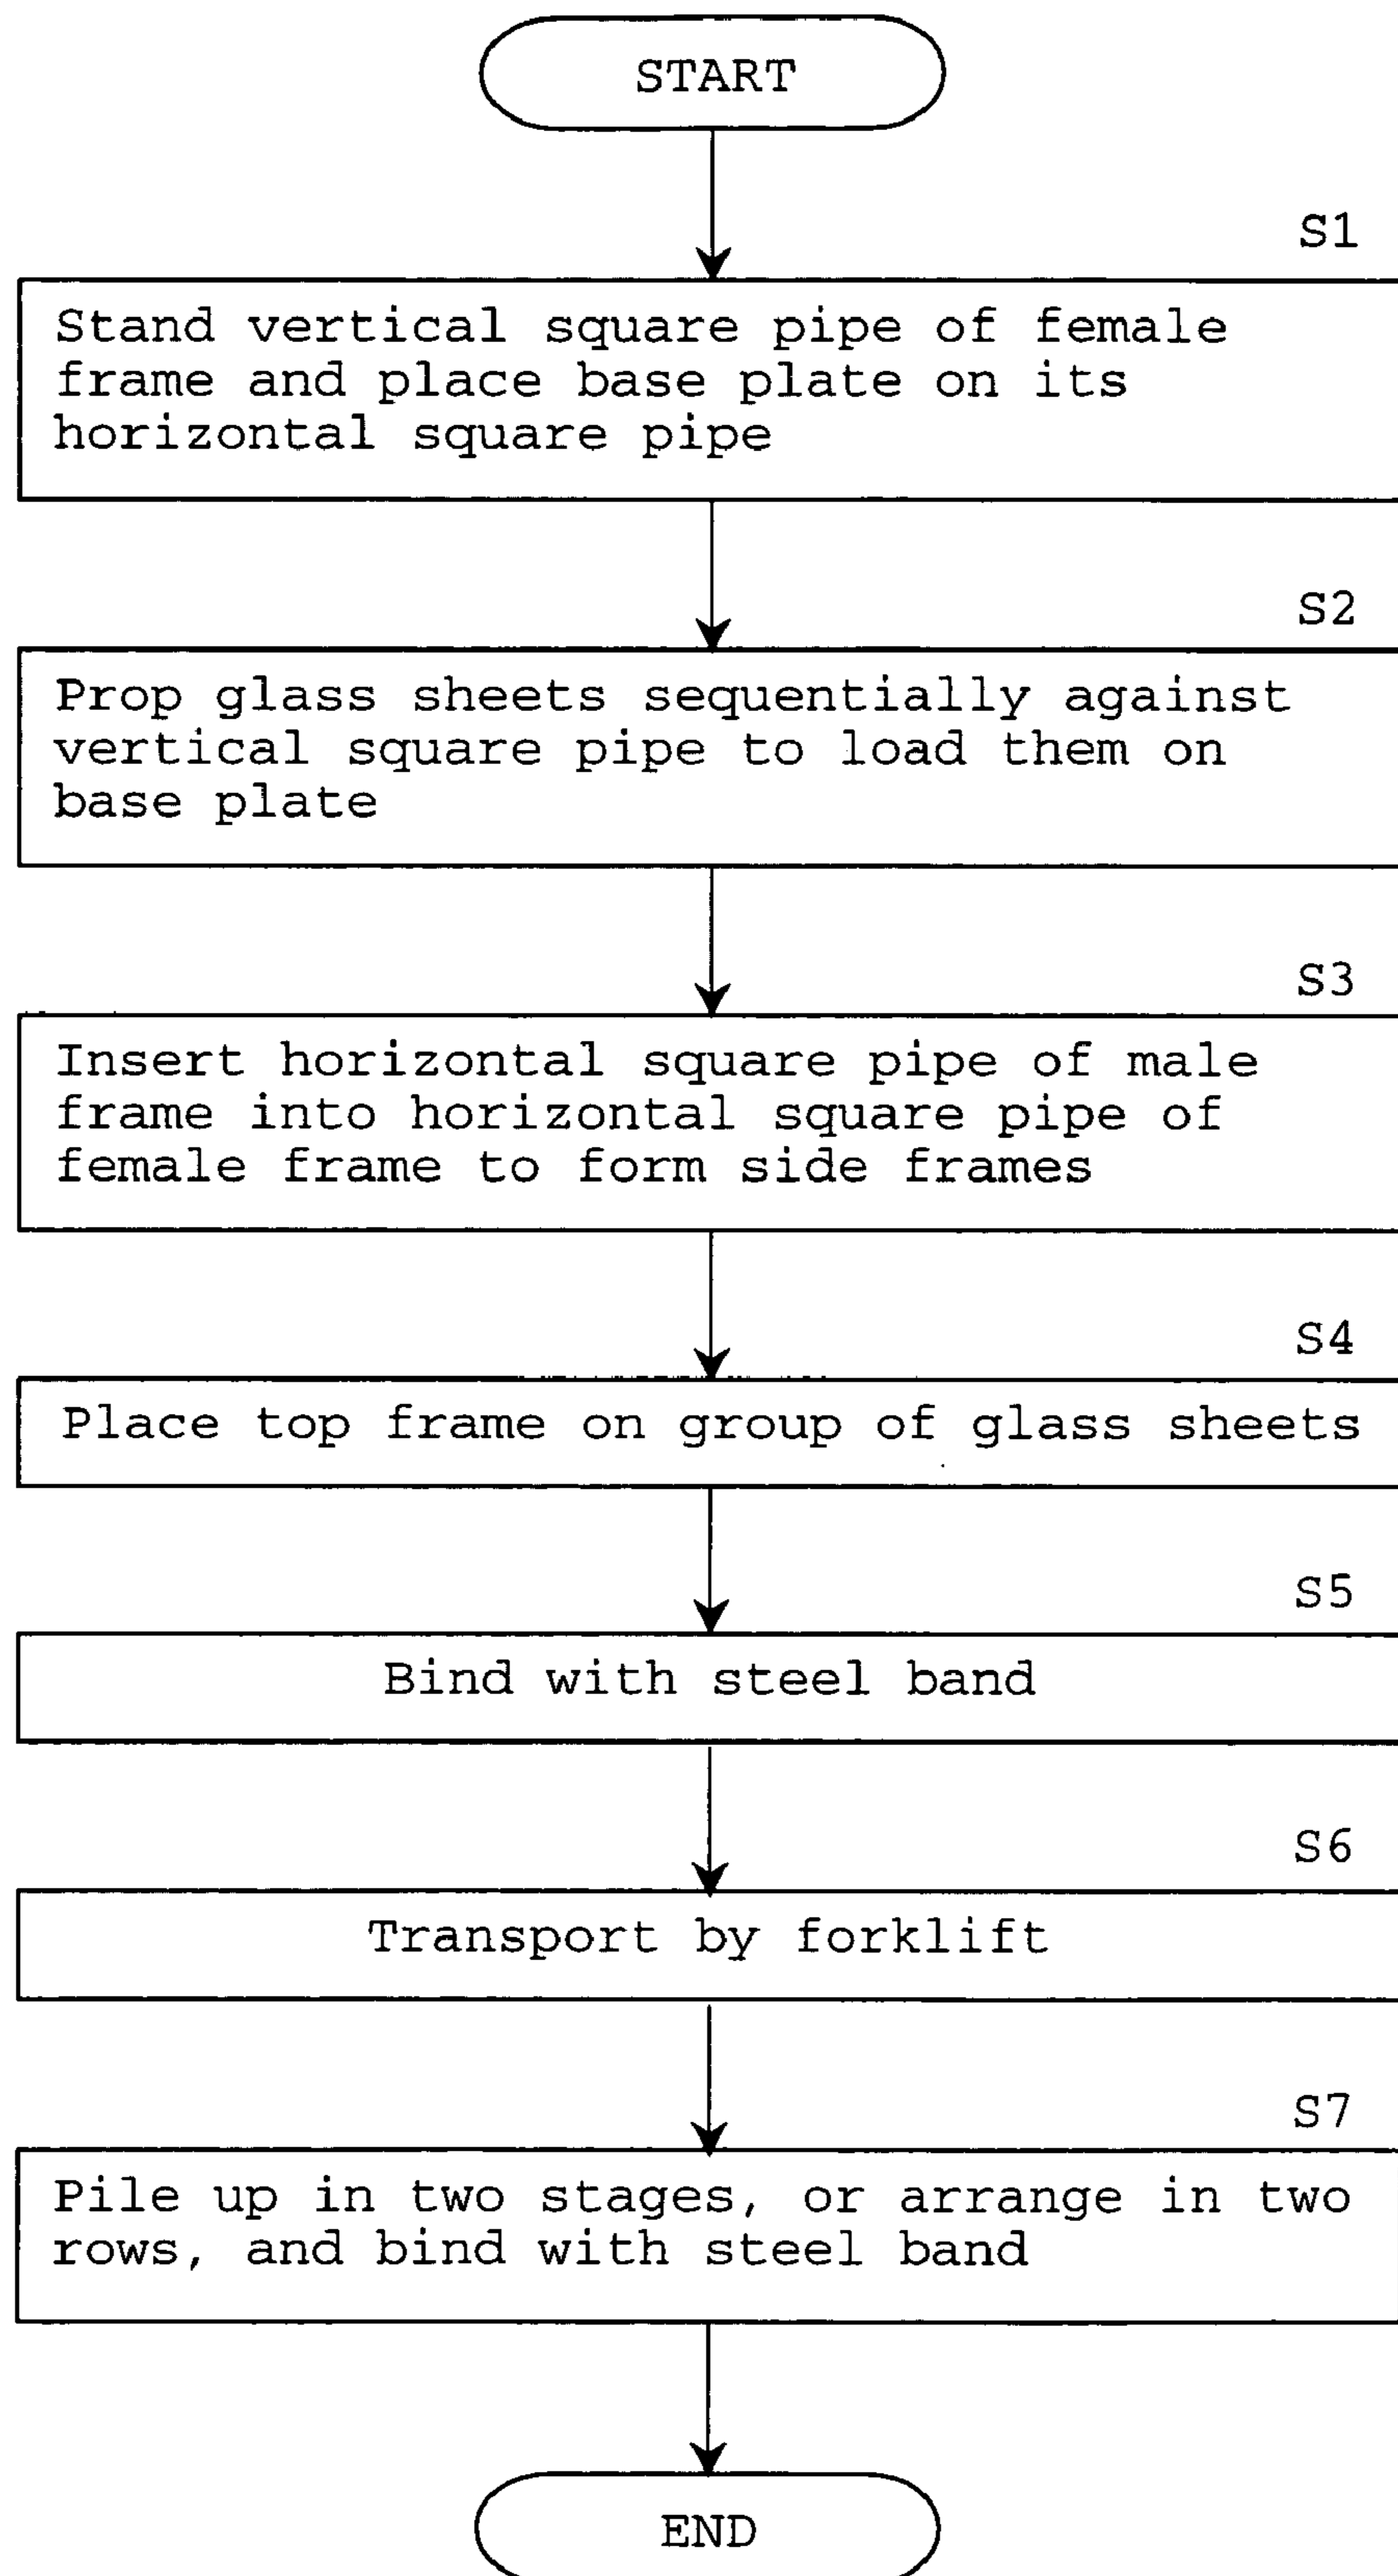 START
S1
Stand vertical square pipe of female
frame and place base plate on its
horizontal square pipe
S2
Prop glass sheets sequentially against
vertical square pipe to load them on
base plate
S3
Insert horizontal square pipe of male
frame into horizontal square pipe of
female frame to form side frames
S4
Place top frame on group of glass sheets
S5
Bind with steel band
S6
Transport by forklift
S7
Pile up in two stages, or arrange in two
rows, and bind with steel band
END